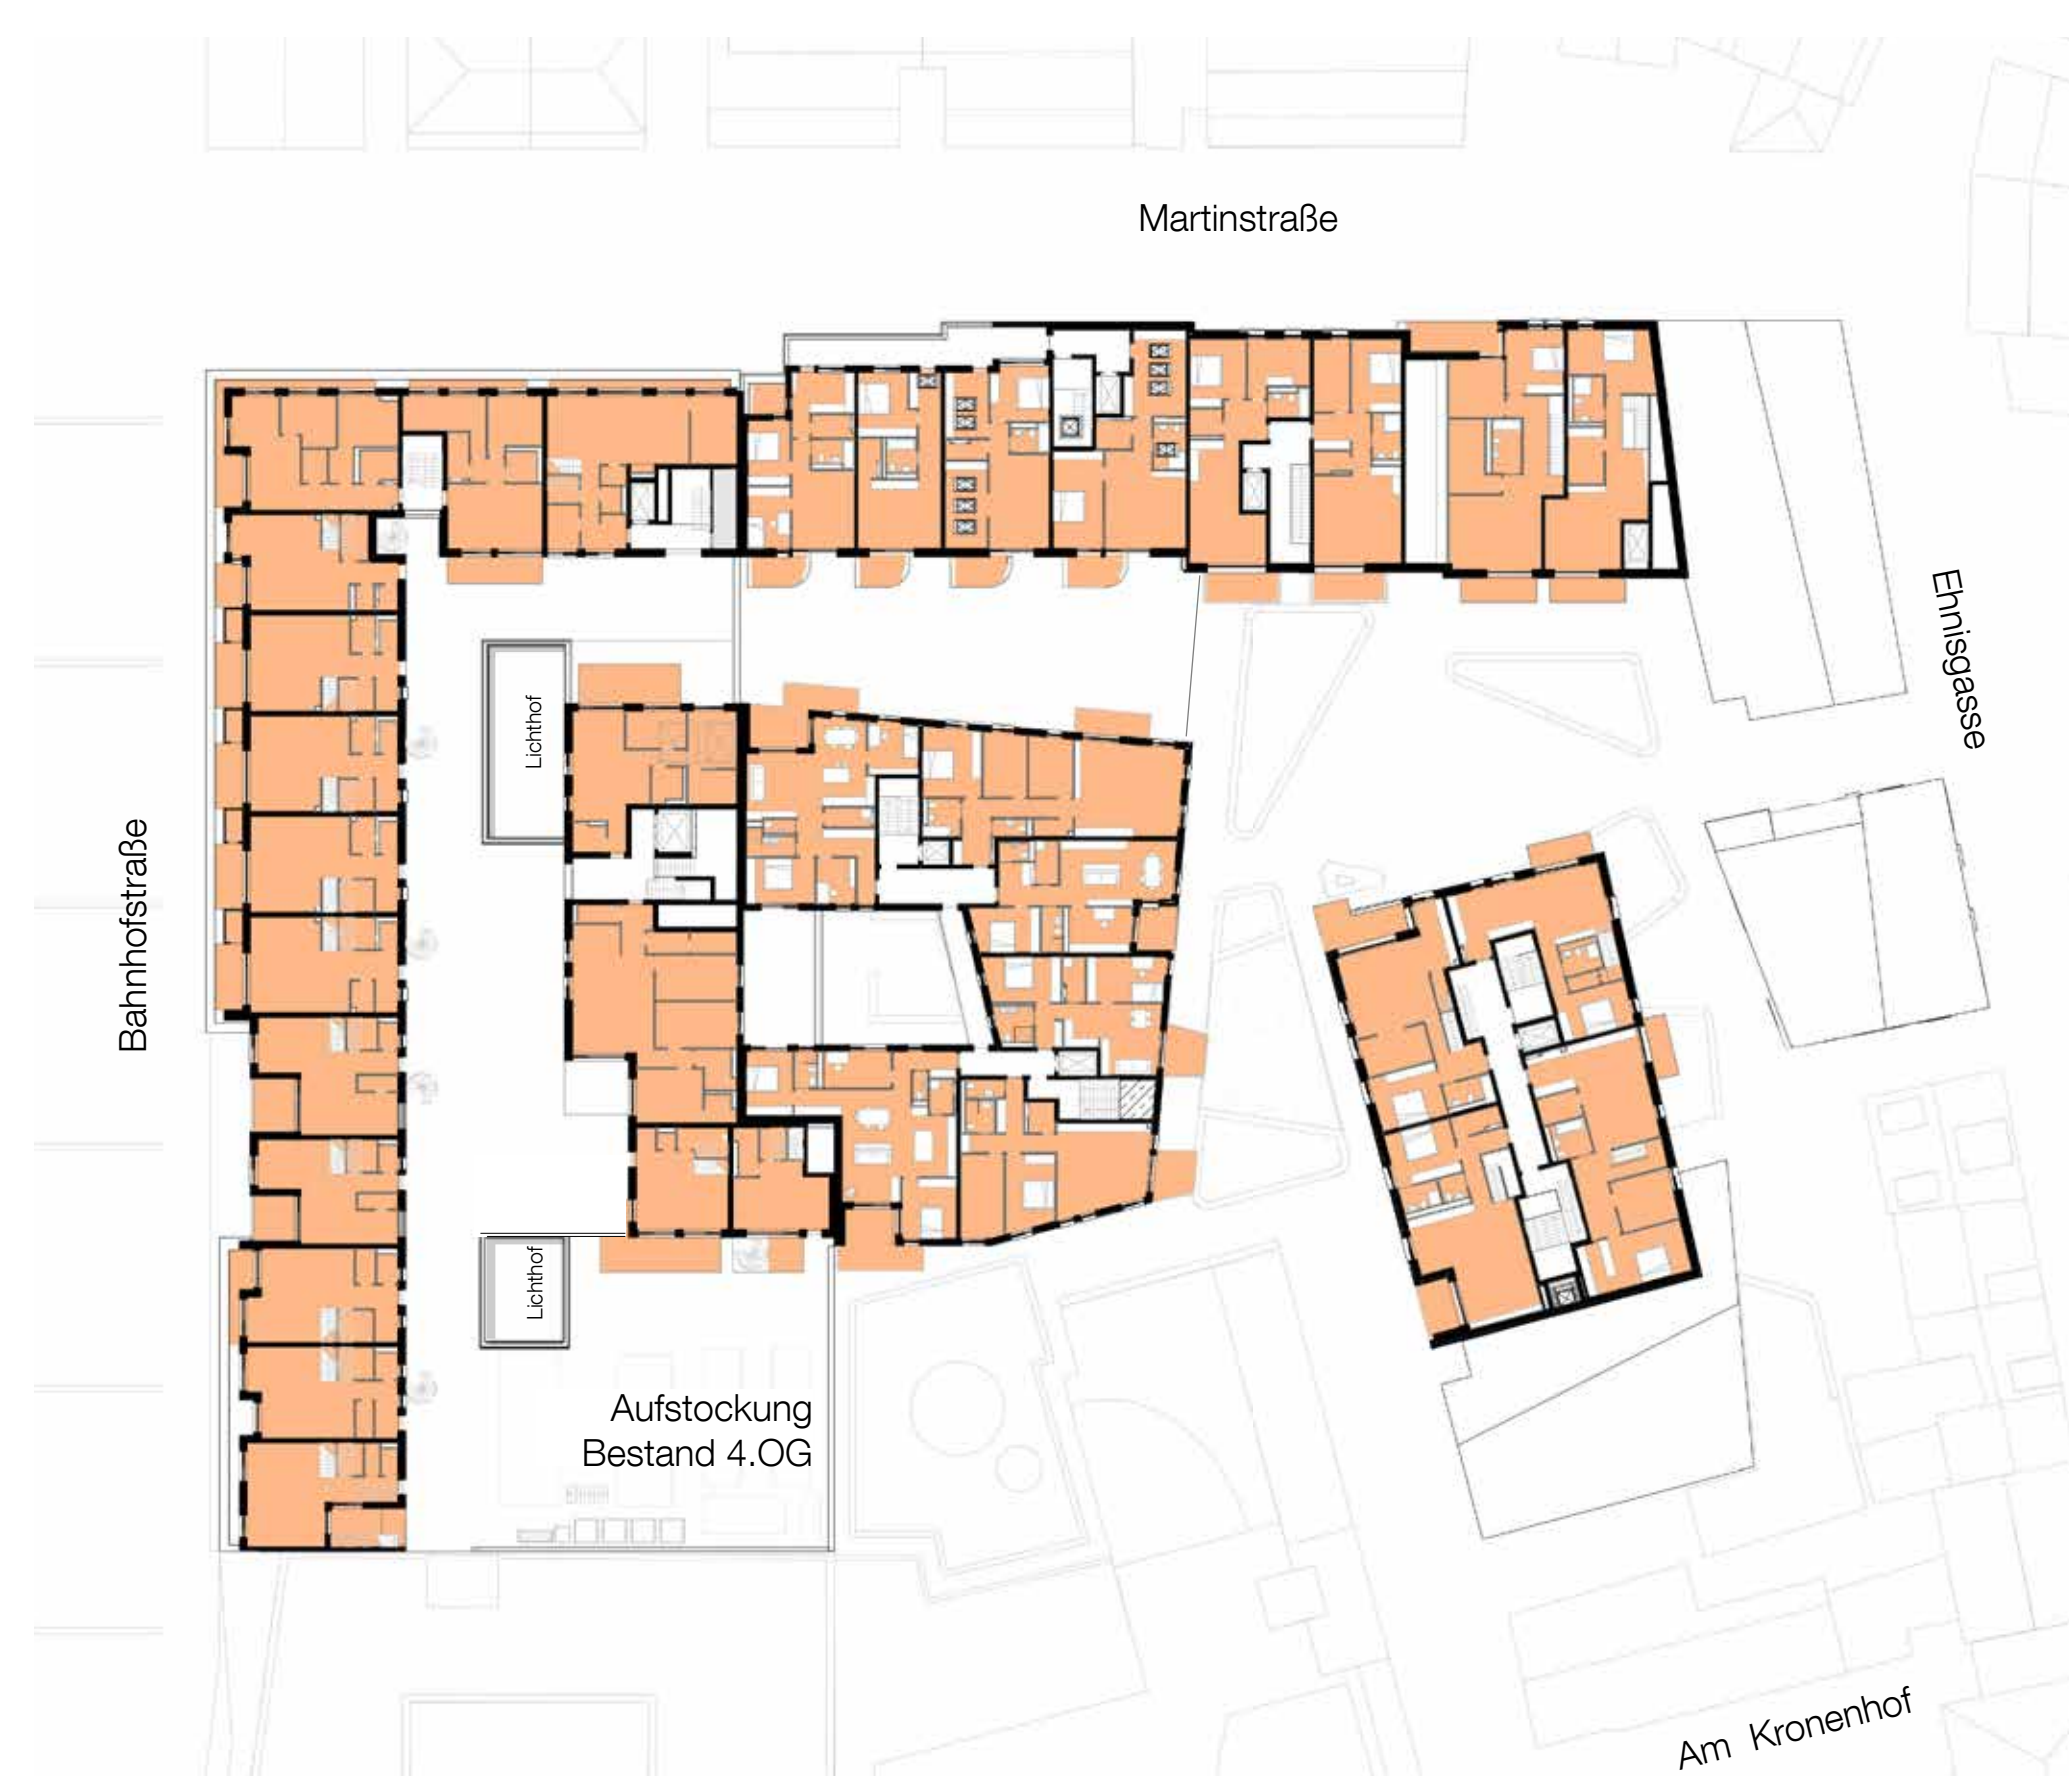 Martinstraße
Ehnisgasse
Lichthof
Bahnhofstraße
Lichthof
Aufstockung
Bestand 4.OG
Am Kronenhof